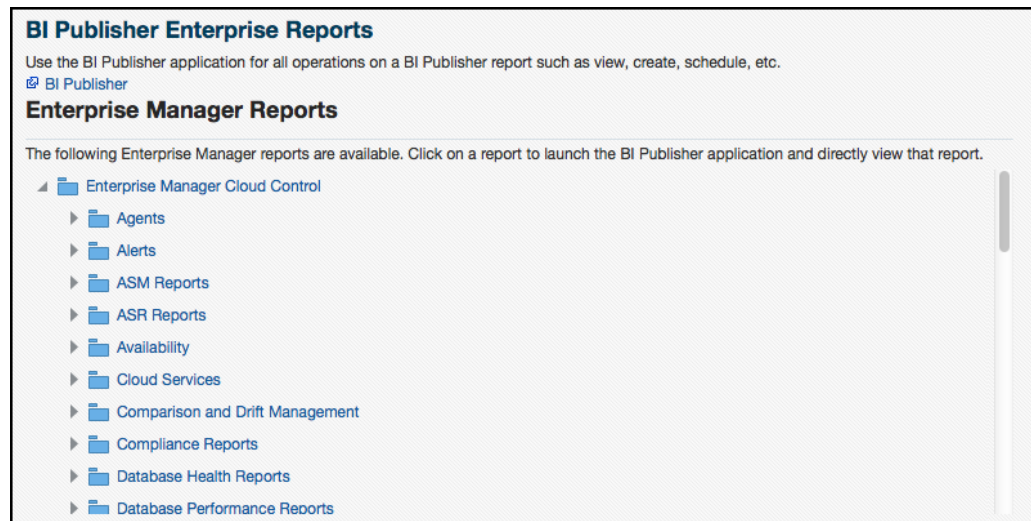 BI Publisher Enterprise Reports
Use the BI Publisher application for all operations on a BI Publisher report such as view, create, schedule, etc.
BI Publisher
Enterprise Manager Reports
The following Enterprise Manager reports are available. Click on a report to launch the BI Publisher application and directly view that report.
Enterprise Manager Cloud Control
Agents
Alerts
ASM Reports
ASR Reports
Availability
Cloud Services
Comparison and Drift Management
Compliance Reports
Database Health Reports
Database Performance Reports